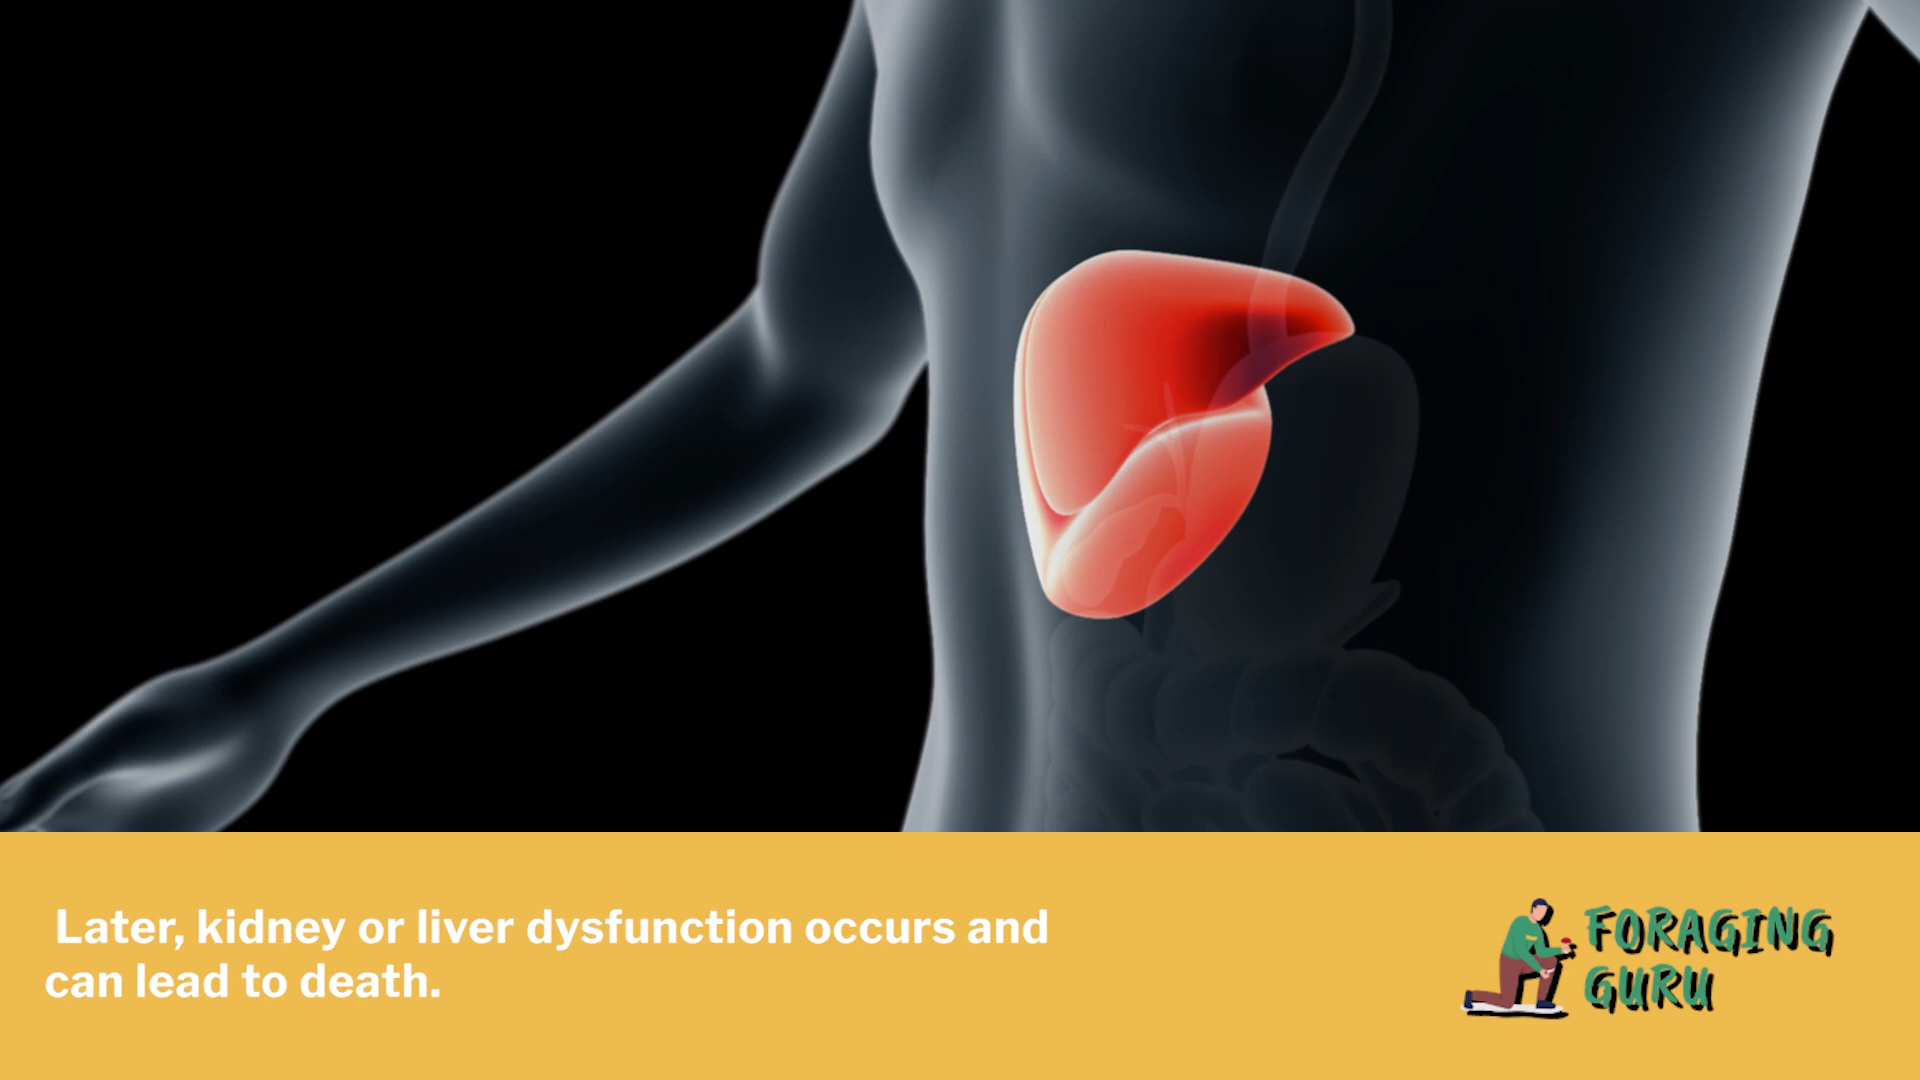 Later, kidney or liver dysfunction occurs and
can lead to death.
FORAGING
GURU